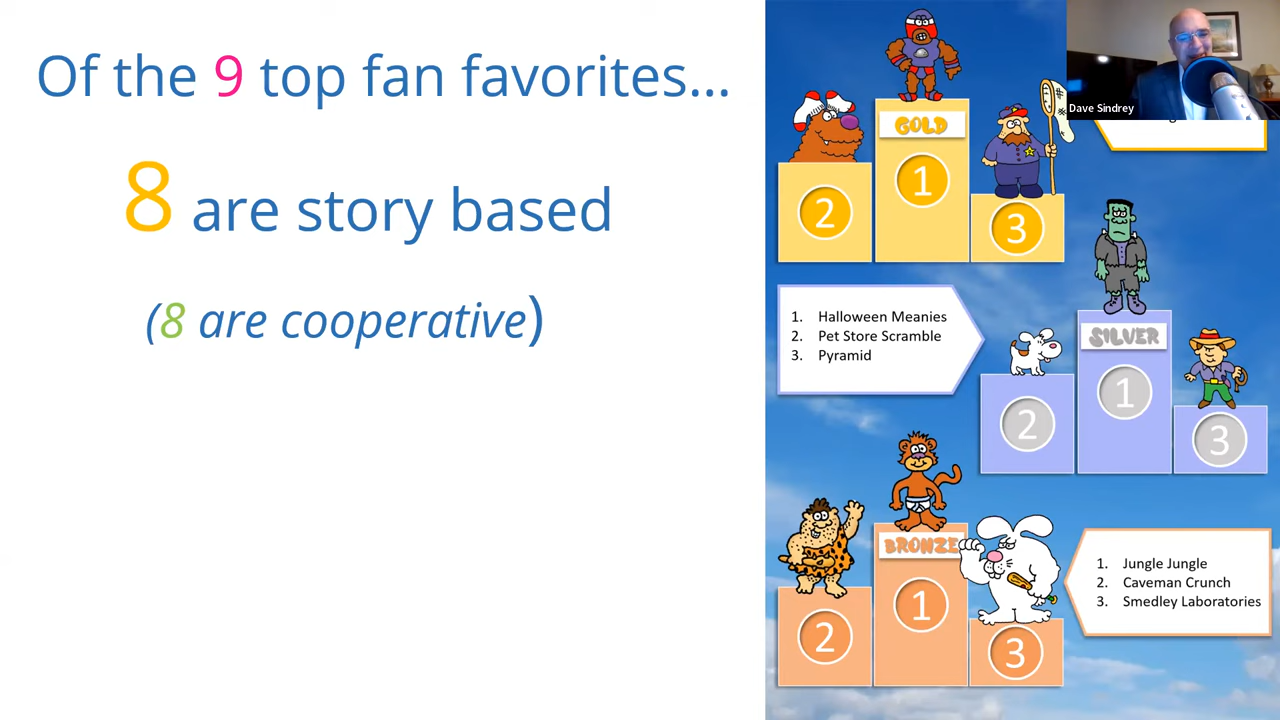 Of the 9 top fan favorites...
8 are story based
(8 are cooperative)
Dave Sindrey
GOLD
1
2
3
1. Halloween Meanies
2. Pet Store Scramble
3. Pyramid
SILVER
1
2
3
BRONZE
1
2
3
1. Jungle Jungle
2. Caveman Crunch
3. Smedley Laboratories